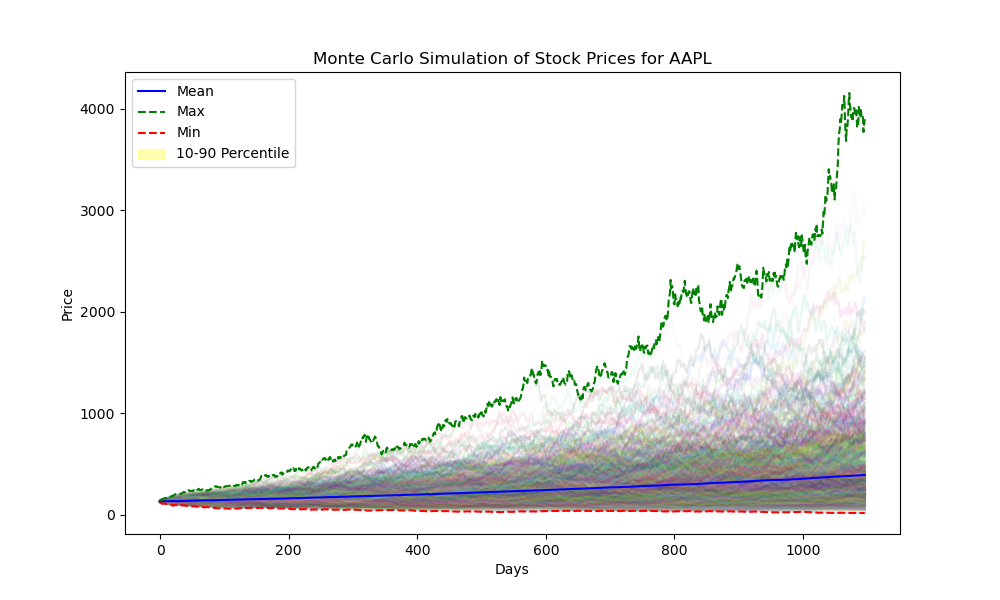 Monte Carlo Simulation of Stock Prices for AAPL
Mean
Max
Min
10-90 Percentile
4000
3000
2000
1000
0
Price
0 200 400 600 800 1000
Days